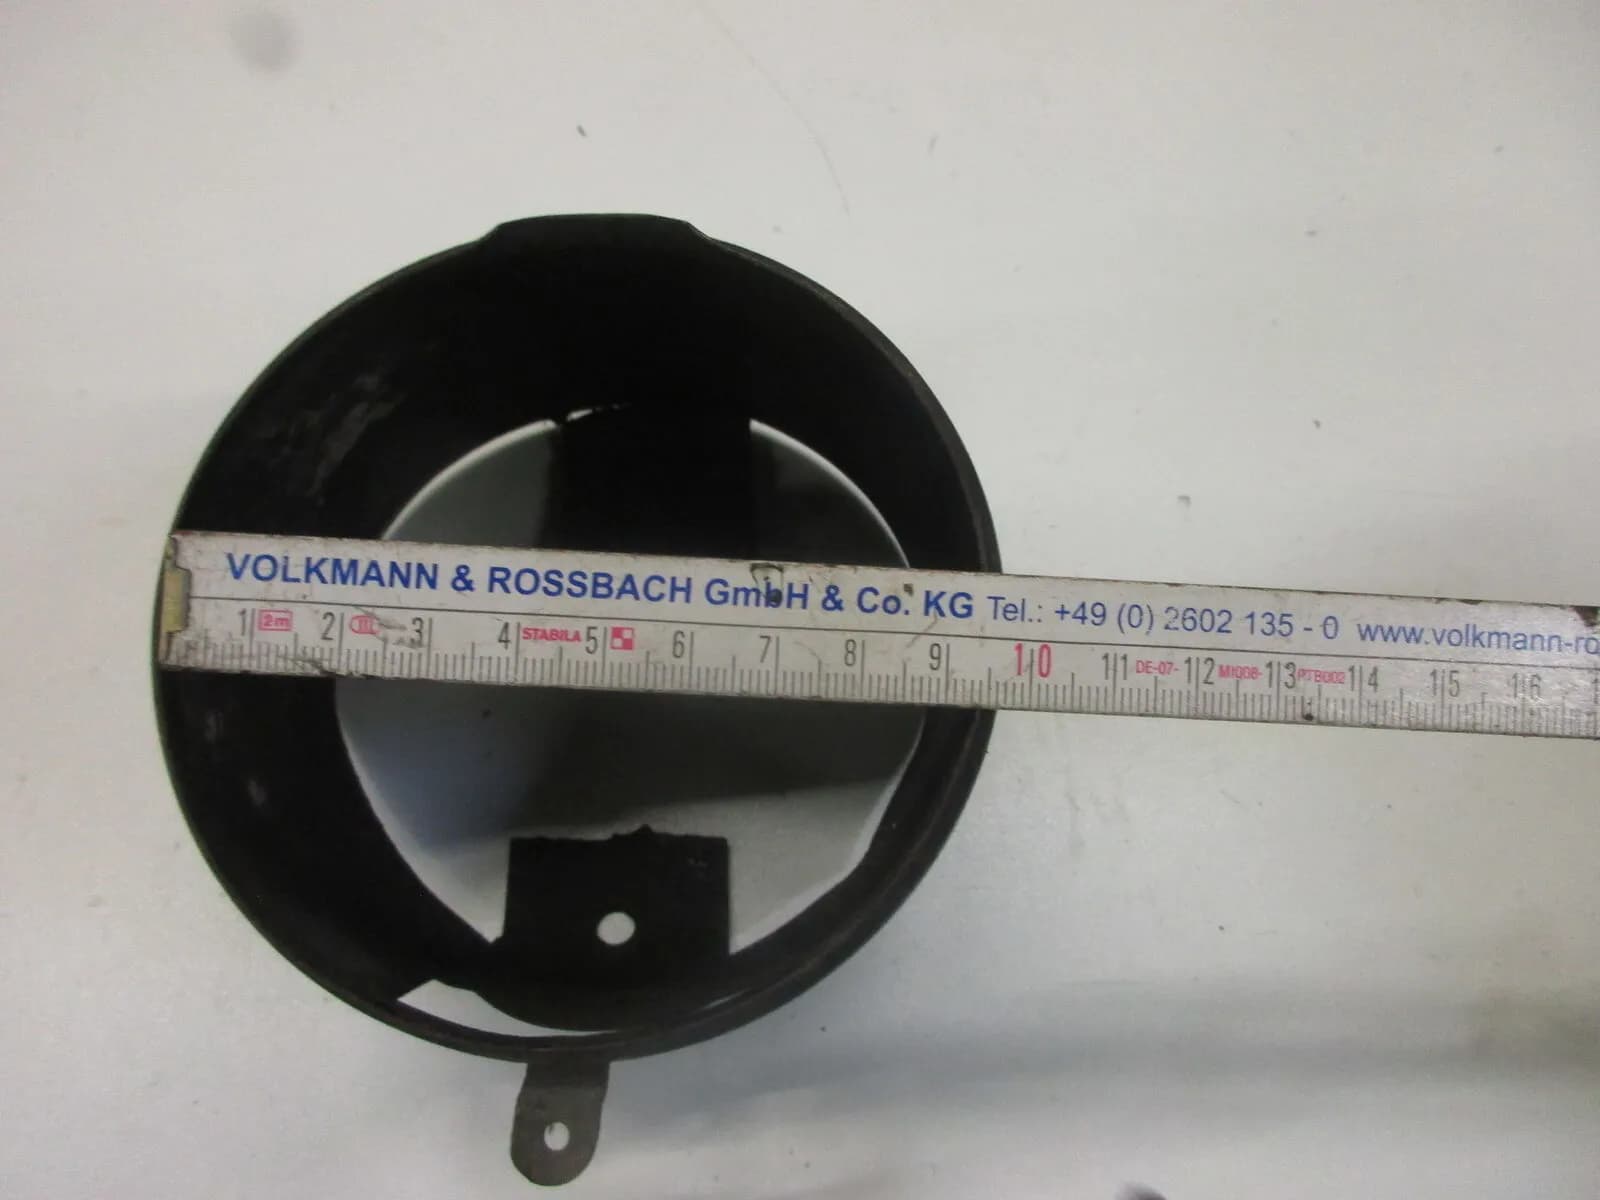 VOLKMANN & ROSSBACH GmbH & Co. KG Tel.: +49 (0) 2602 135 - 0 www.volkmann-ro
1 2m 2 III 3 4 STABILA 5 6 7 8 9 10 11 DE-07- 12 M1008- 13 PTB002 14 15 16